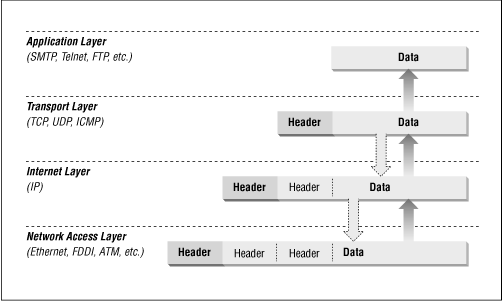 Application Layer
(SMTP, Telnet, FTP, etc.)
Data
Transport Layer
(TCP, UDP, ICMP)
Header Data
Internet Layer
(IP)
Header Header Data
Network Access Layer
(Ethernet, FDDI, ATM, etc.)
Header Header Header Data